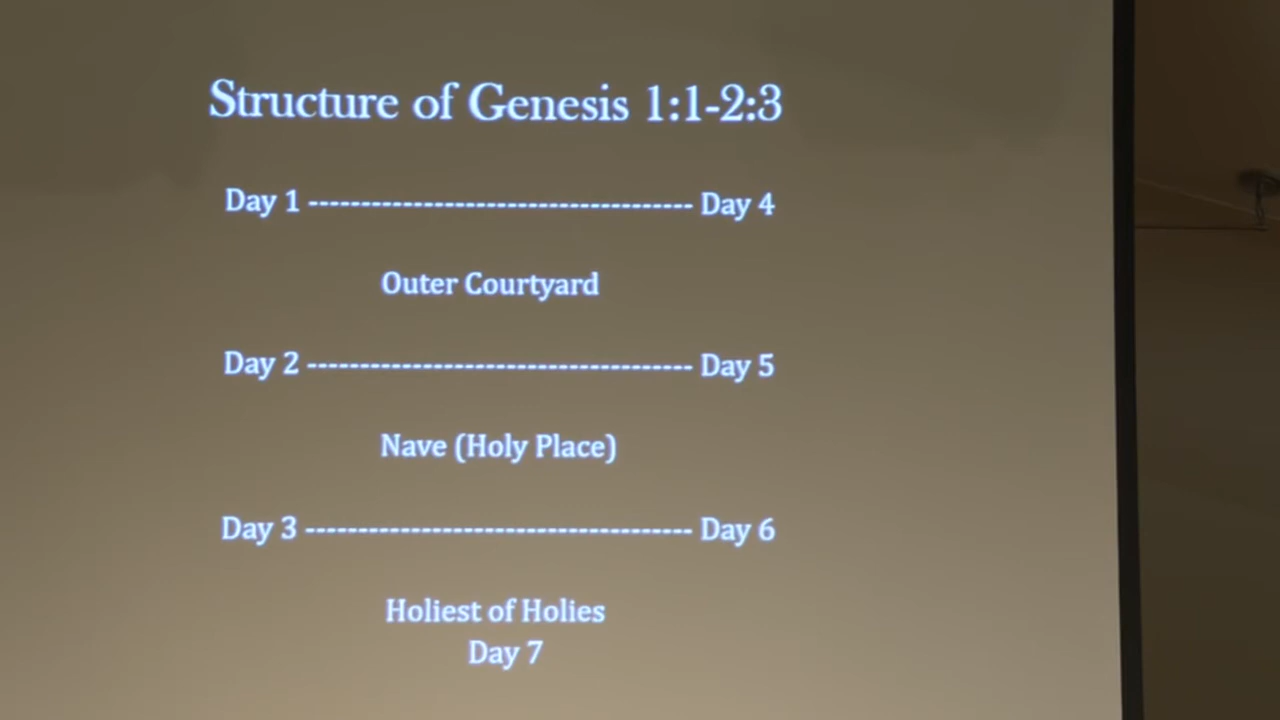 Structure of Genesis 1:1-2:3
Day 1 ------------------------------------- Day 4
Outer Courtyard
Day 2 ------------------------------------- Day 5
Nave (Holy Place)
Day 3 ------------------------------------- Day 6
Holiest of Holies
Day 7